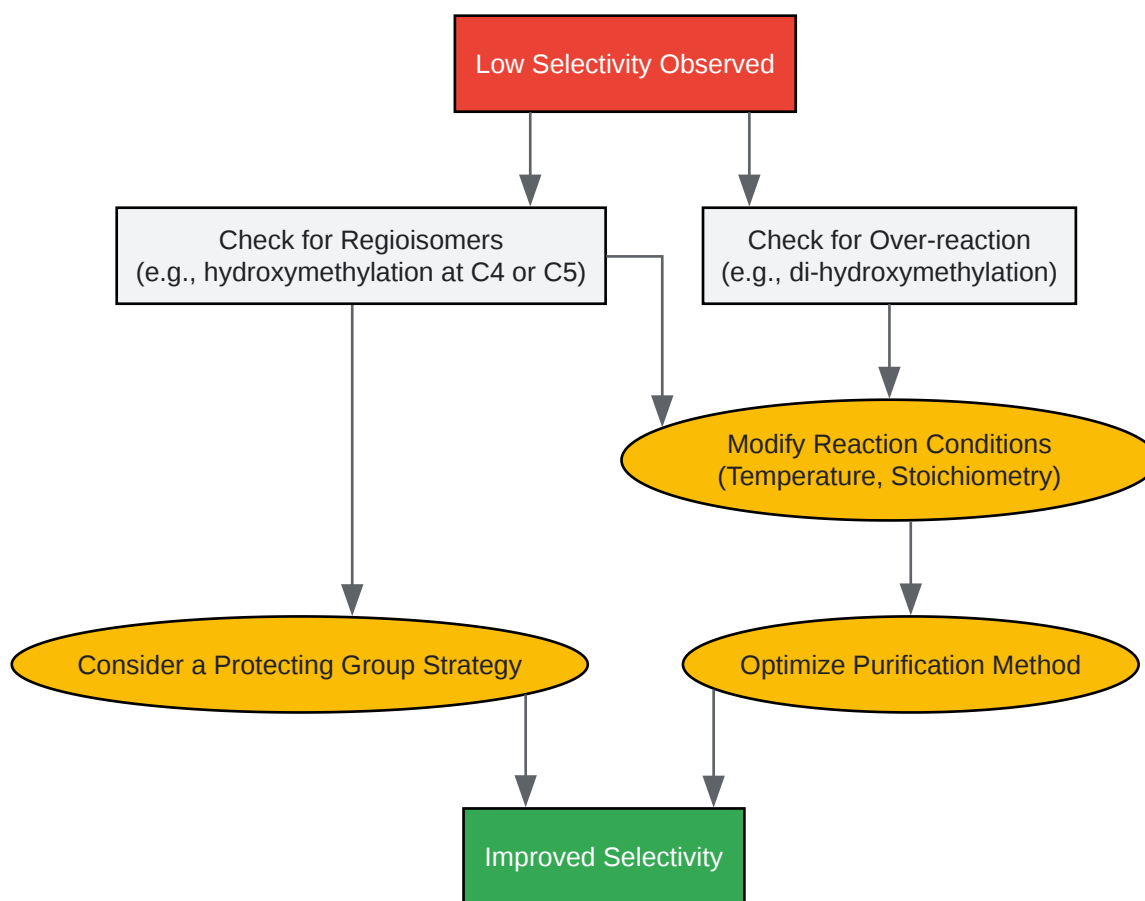 Low Selectivity Observed
Check for Regioisomers
(e.g., hydroxymethylation at C4 or C5)
Check for Over-reaction
(e.g., di-hydroxymethylation)
Modify Reaction Conditions
(Temperature, Stoichiometry)
Consider a Protecting Group Strategy
Optimize Purification Method
Improved Selectivity